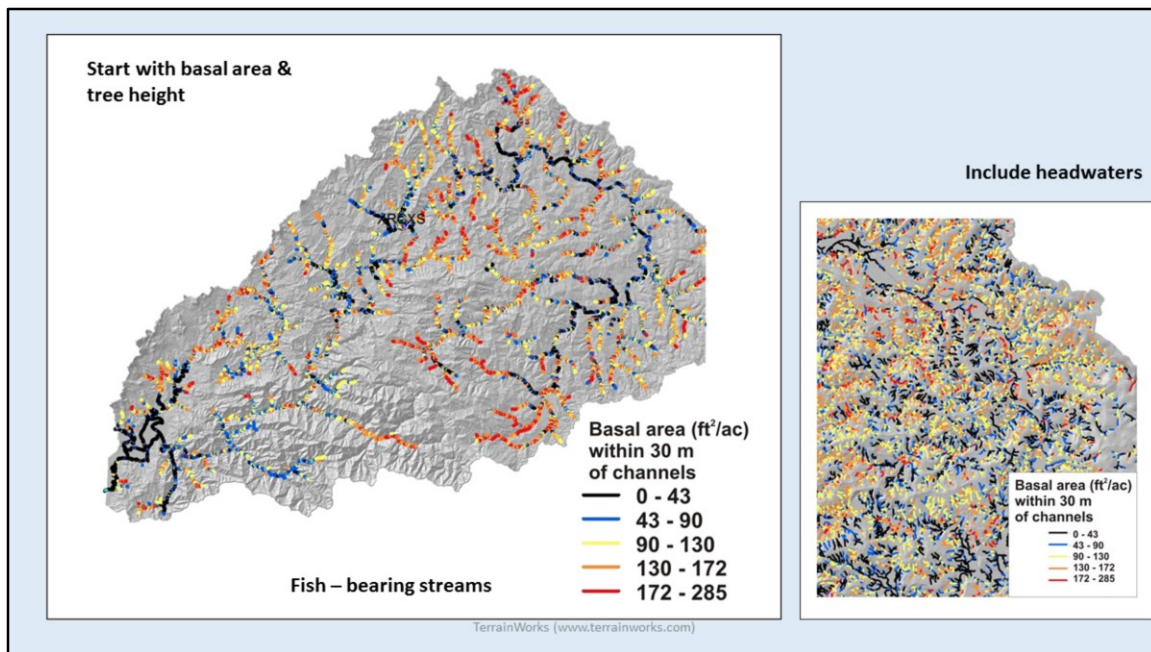 Start with basal area &
tree height
Basal area (ft²/ac)
within 30 m
of channels
0 - 43
43 - 90
90 - 130
130 - 172
172 - 285
Fish – bearing streams
Include headwaters
Basal area (ft²/ac)
within 30 m
of channels
0 - 43
43 - 90
90 - 130
130 - 172
172 - 285
TerrainWorks (www.terrainworks.com)